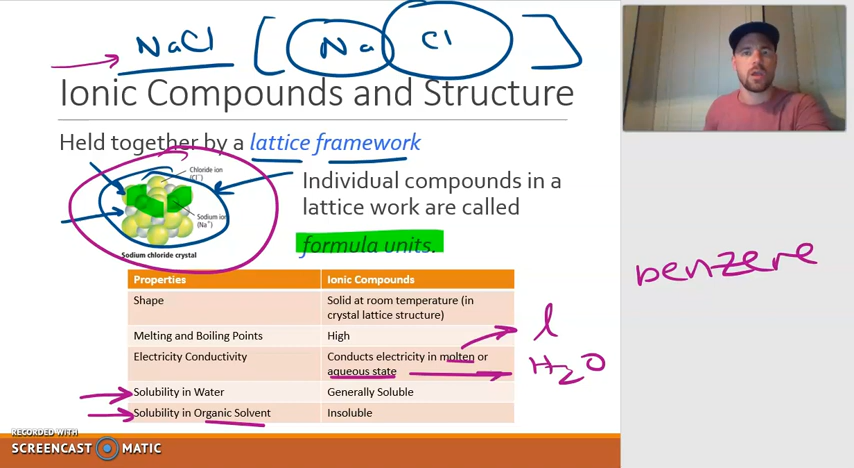 NaCl [ Na Cl ]
Ionic Compounds and Structure
Held together by a lattice framework
Chloride ion
(Cl⁻)
Sodium ion
(Na⁺)
Sodium chloride crystal
Individual compounds in a
lattice work are called
formula units.
Properties Ionic Compounds
Shape Solid at room temperature (in
crystal lattice structure)
Melting and Boiling Points High
Electricity Conductivity Conducts electricity in molten or
aqueous state
Solubility in Water Generally Soluble
Solubility in Organic Solvent Insoluble
l
H₂O
benzene
RECORDED WITH
SCREENCAST MATIC